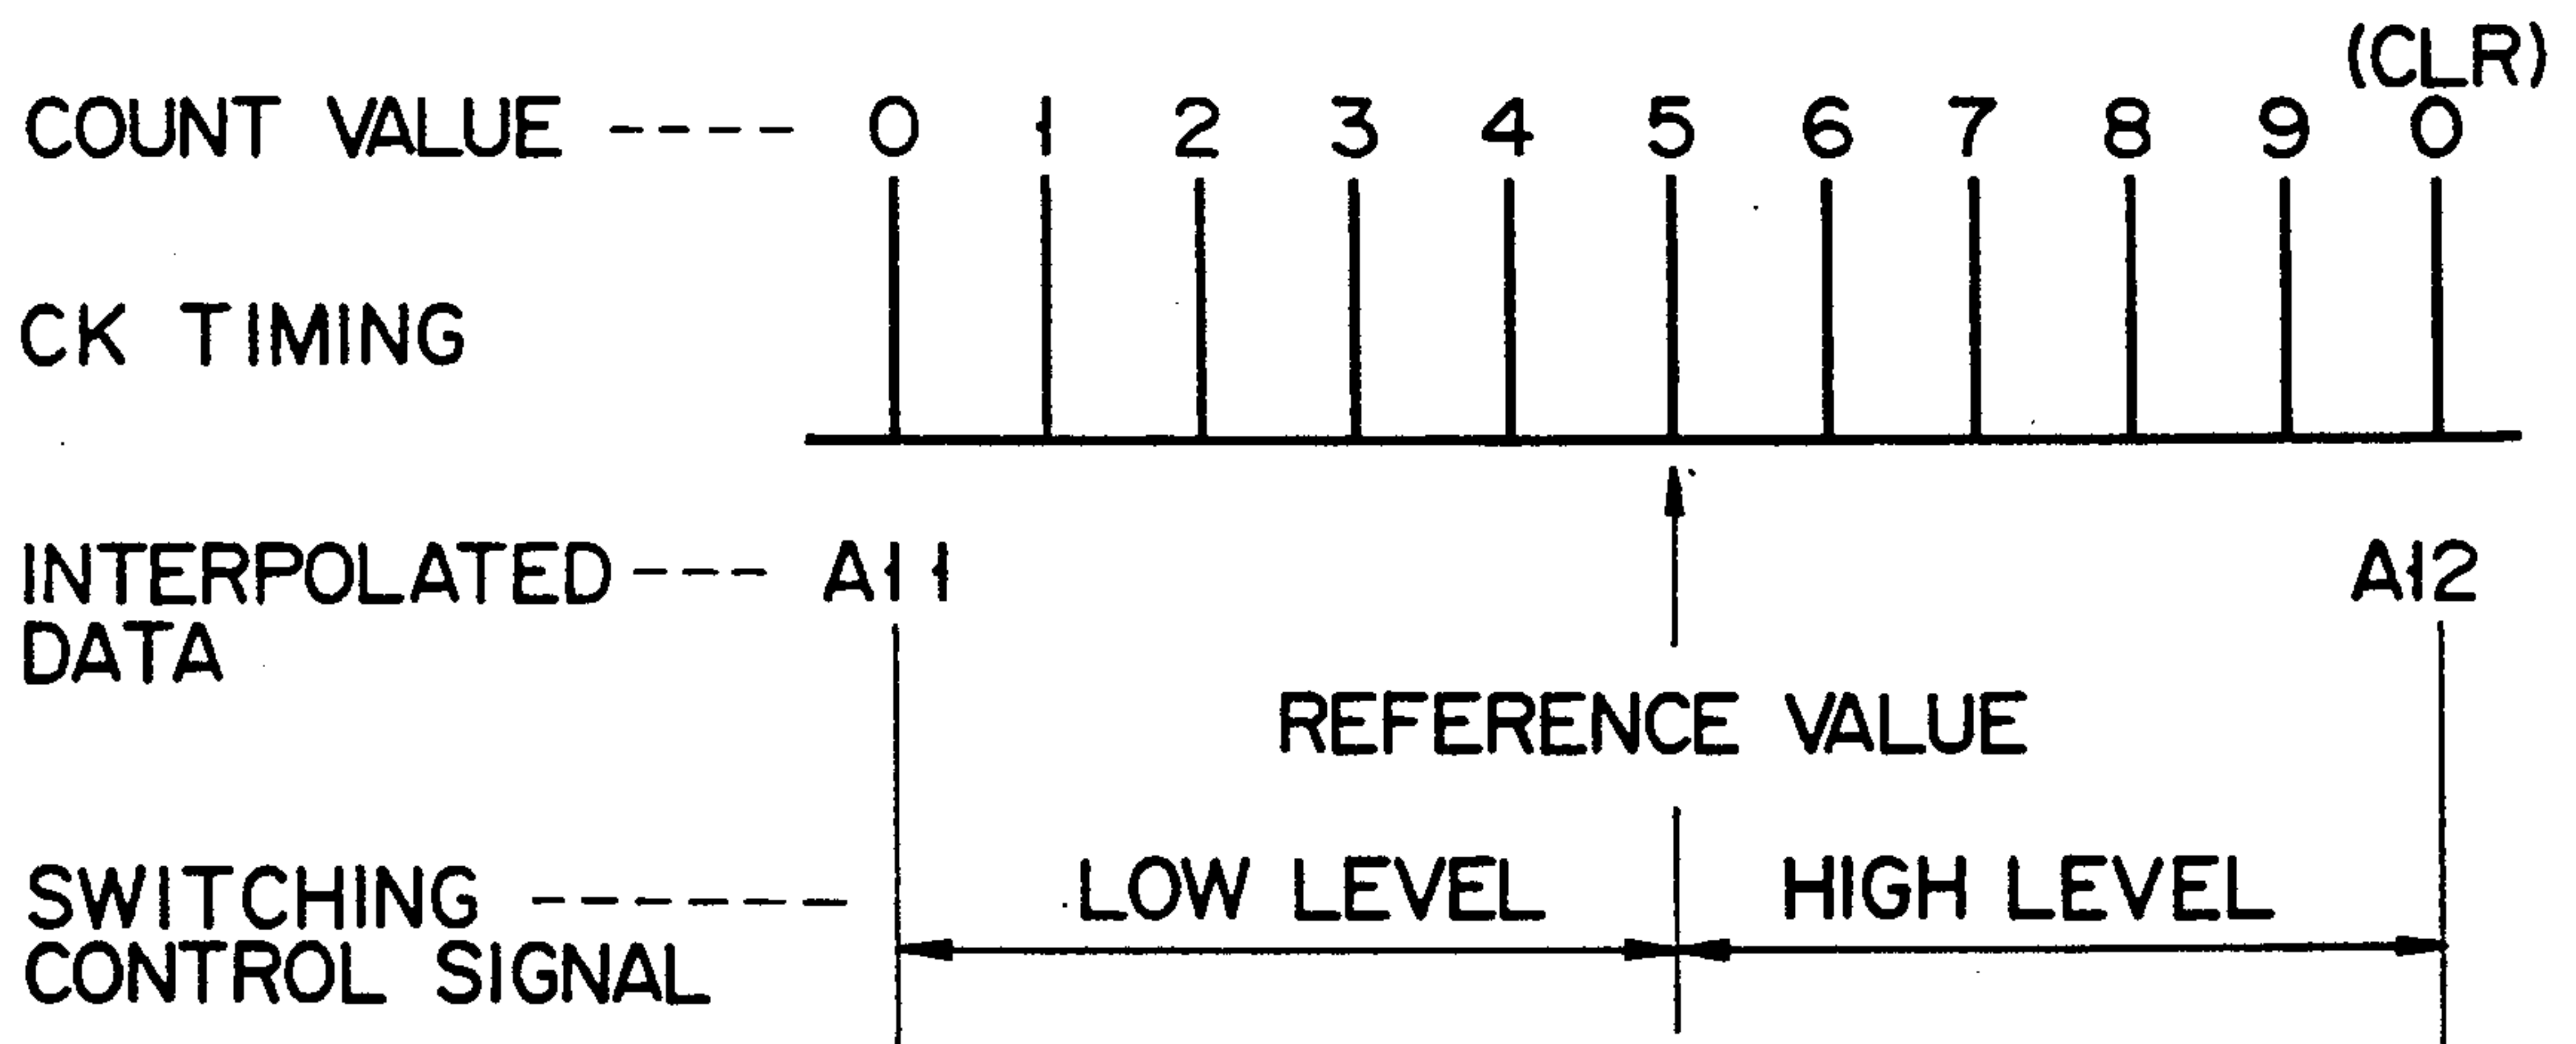 (CLR)
COUNT VALUE ---- 0 1 2 3 4 5 6 7 8 9 0
CK TIMING
INTERPOLATED --- A11 A12
DATA
REFERENCE VALUE
SWITCHING ------- LOW LEVEL HIGH LEVEL
CONTROL SIGNAL